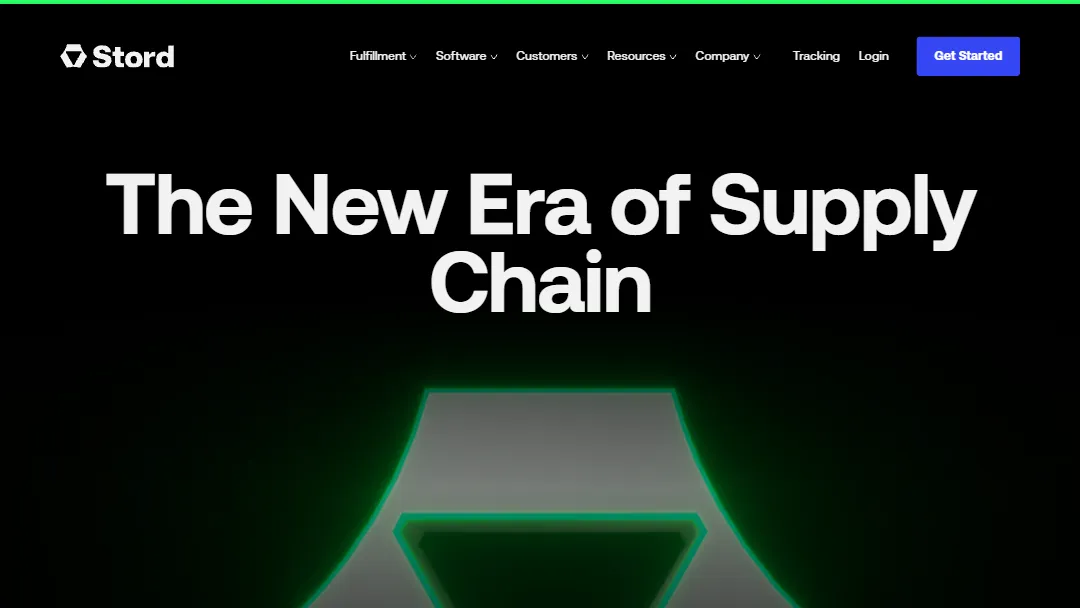 Stord
Fulfillment
Software
Customers
Resources
Company
Tracking
Login
Get Started
The New Era of Supply
Chain